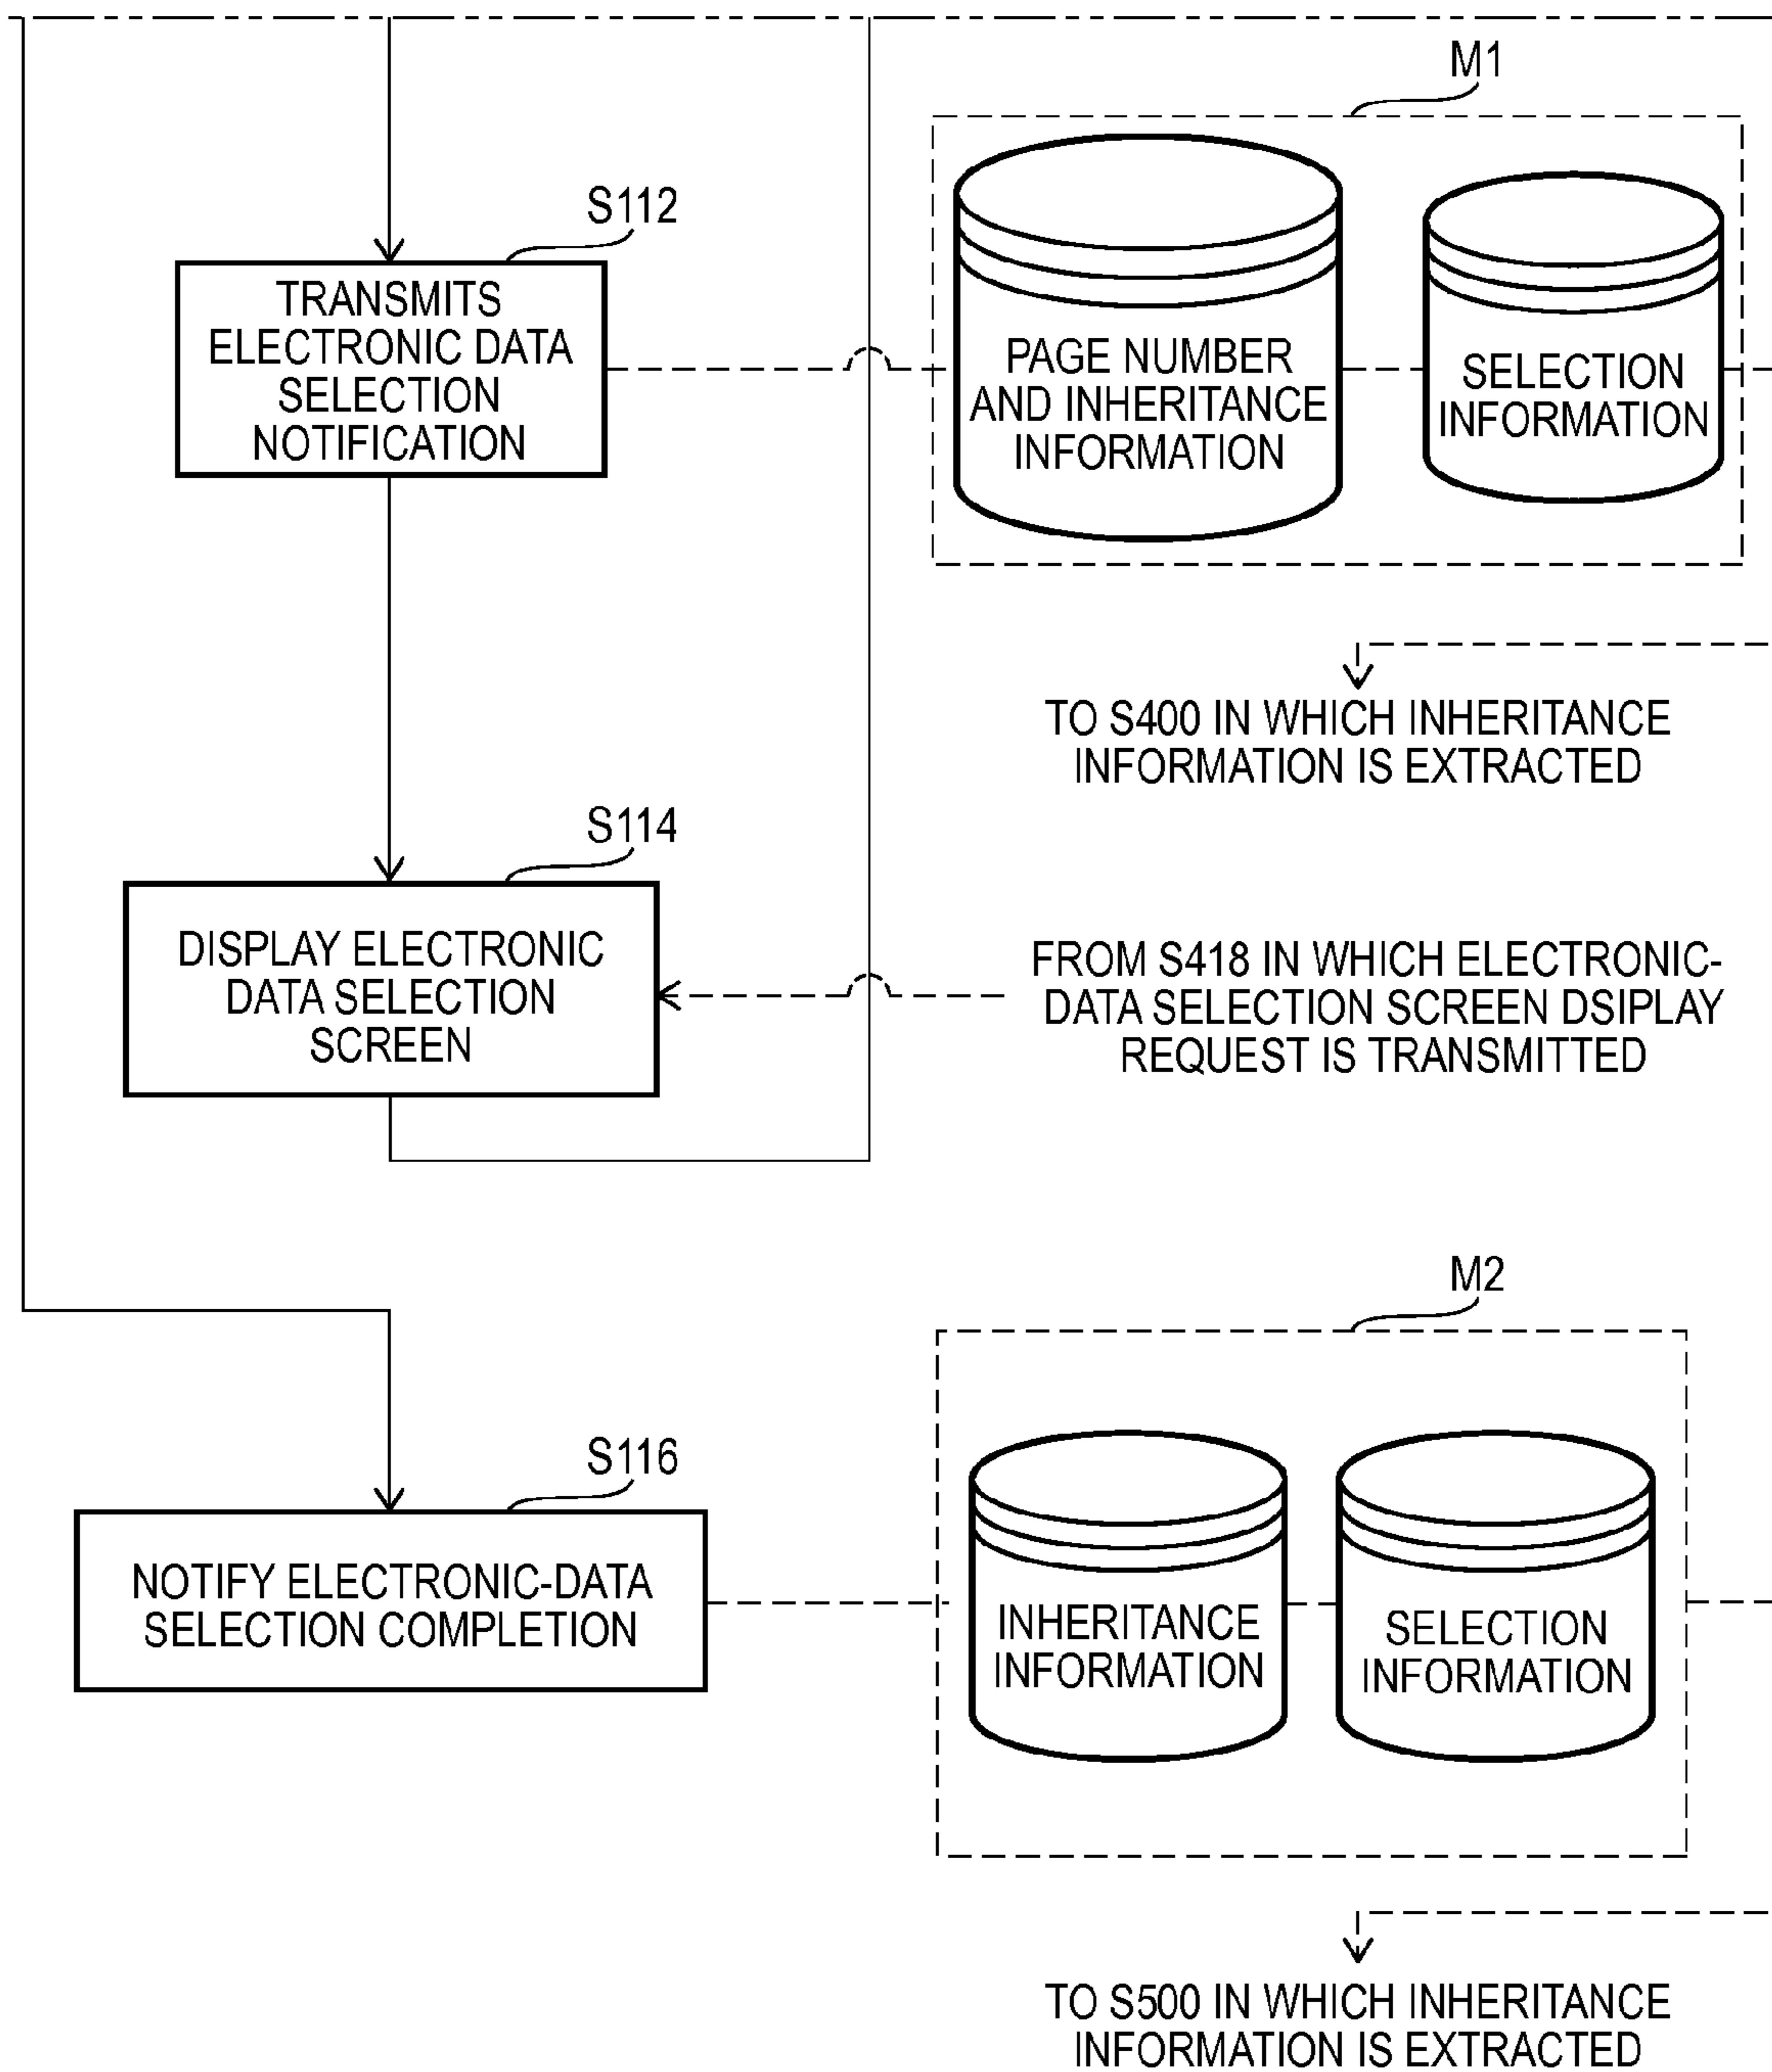 M1
S112
TRANSMITS
ELECTRONIC DATA
SELECTION
NOTIFICATION
PAGE NUMBER
AND INHERITANCE
INFORMATION
SELECTION
INFORMATION
TO S400 IN WHICH INHERITANCE
INFORMATION IS EXTRACTED
S114
DISPLAY ELECTRONIC
DATA SELECTION
SCREEN
FROM S418 IN WHICH ELECTRONIC-
DATA SELECTION SCREEN DSIPLAY
REQUEST IS TRANSMITTED
M2
S116
NOTIFY ELECTRONIC-DATA
SELECTION COMPLETION
INHERITANCE
INFORMATION
SELECTION
INFORMATION
TO S500 IN WHICH INHERITANCE
INFORMATION IS EXTRACTED